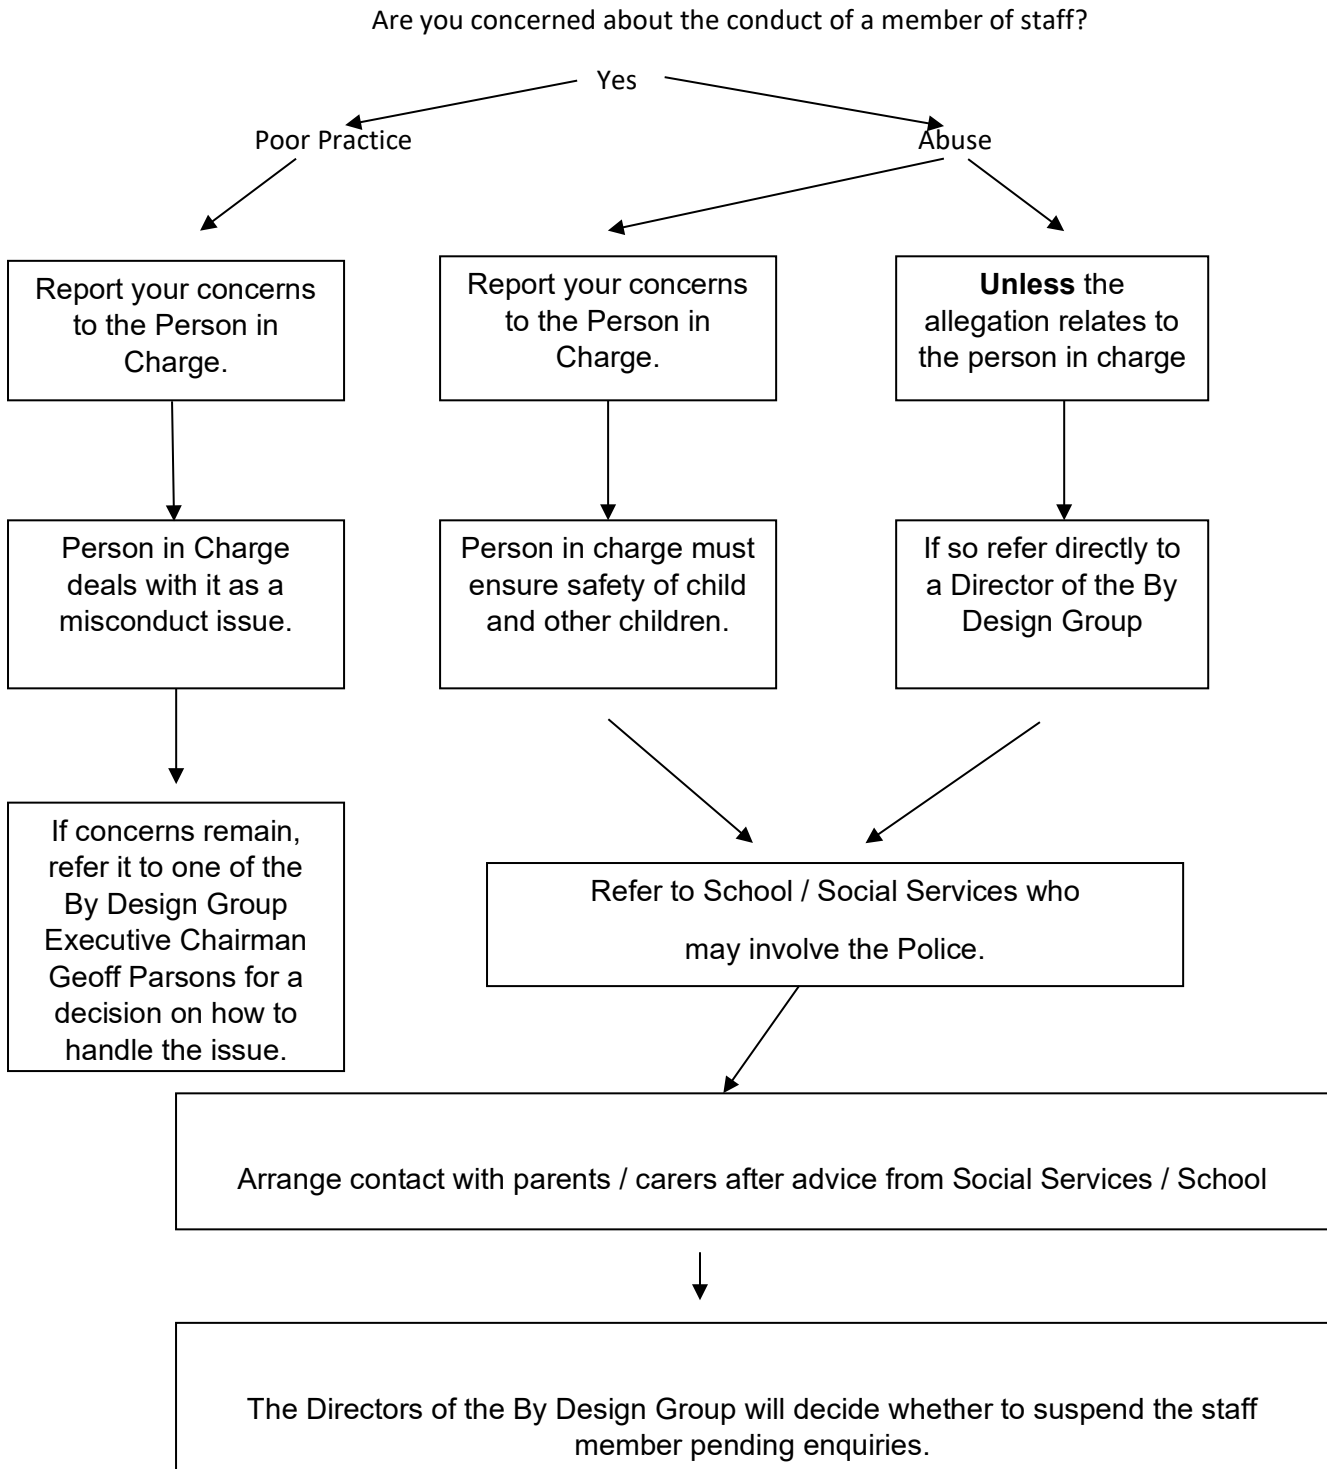 Are you concerned about the conduct of a member of staff?
Yes
Poor Practice
Abuse
Report your concerns
to the Person in
Charge.
Report your concerns
to the Person in
Charge.
Unless the
allegation relates to
the person in charge
Person in Charge
deals with it as a
misconduct issue.
Person in charge must
ensure safety of child
and other children.
If so refer directly to
a Director of the By
Design Group
If concerns remain,
refer it to one of the
By Design Group
Executive Chairman
Geoff Parsons for a
decision on how to
handle the issue.
Refer to School / Social Services who
may involve the Police.
Arrange contact with parents / carers after advice from Social Services / School
The Directors of the By Design Group will decide whether to suspend the staff
member pending enquiries.